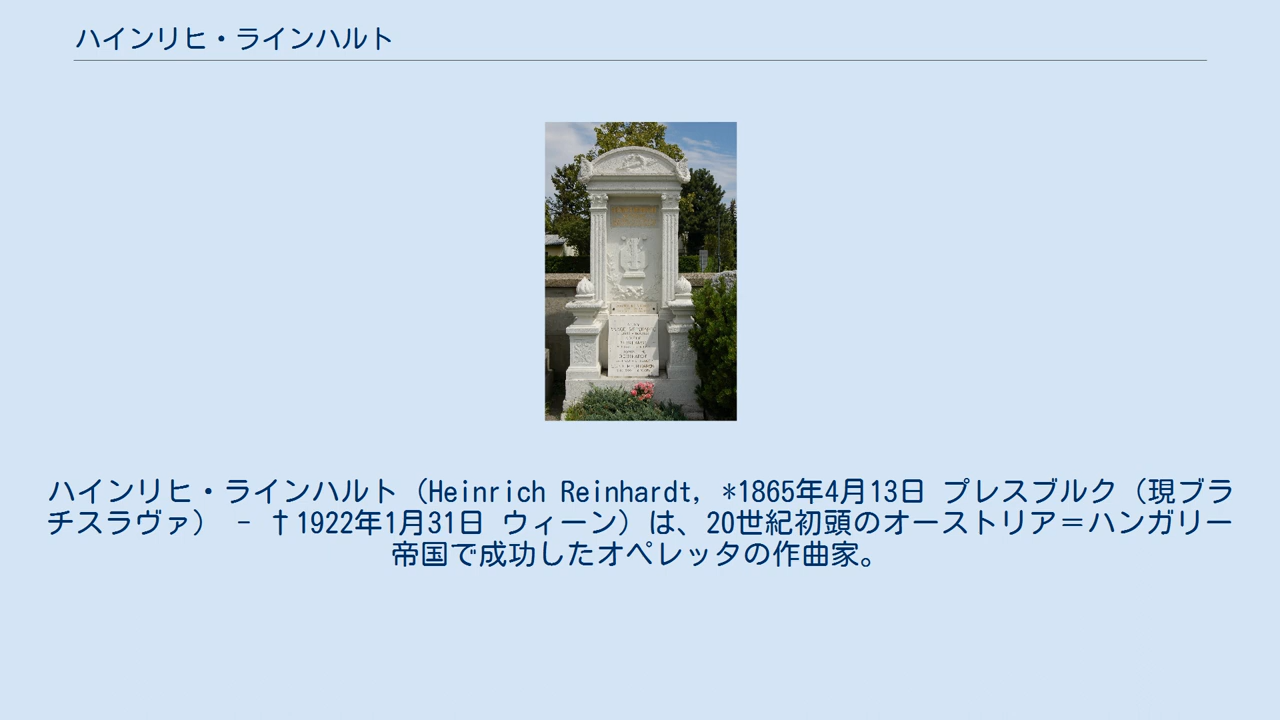 ハインリヒ・ラインハルト
ハインリヒ・ラインハルト（Heinrich Reinhardt, *1865年4月13日 プレスブルク（現ブラ
チスラヴァ） - †1922年1月31日 ウィーン）は、20世紀初頭のオーストリア＝ハンガリー
帝国で成功したオペレッタの作曲家。